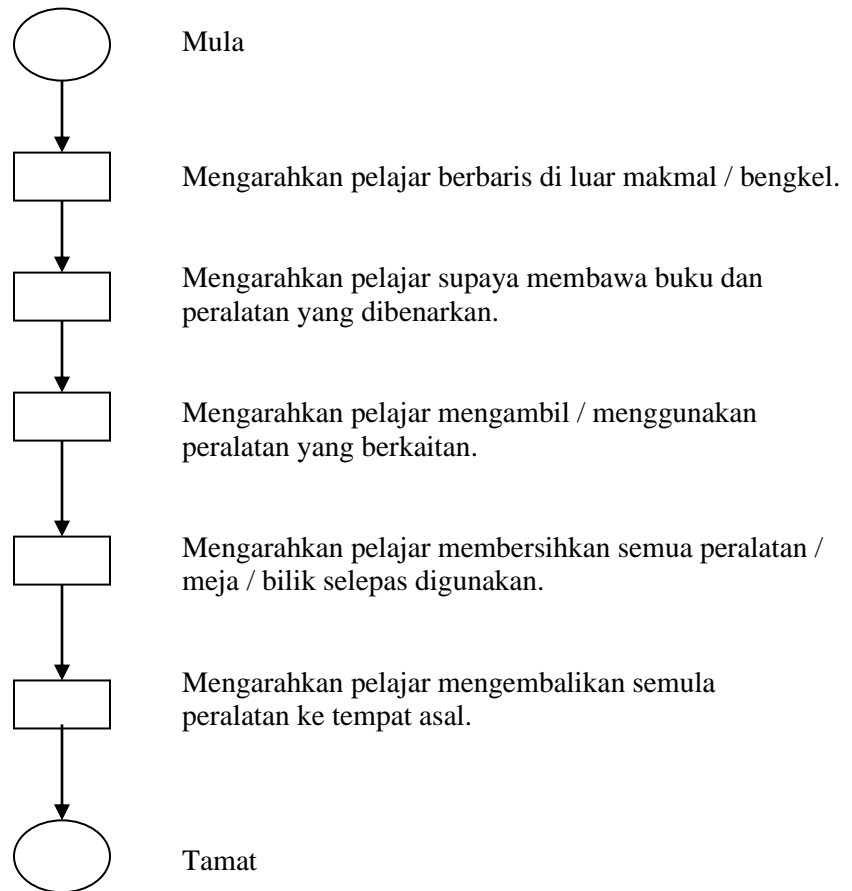 Mula
Mengarahkan pelajar berbaris di luar makmal / bengkel.
Mengarahkan pelajar supaya membawa buku dan
peralatan yang dibenarkan.
Mengarahkan pelajar mengambil / menggunakan
peralatan yang berkaitan.
Mengarahkan pelajar membersihkan semua peralatan /
meja / bilik selepas digunakan.
Mengarahkan pelajar mengembalikan semula
peralatan ke tempat asal.
Tamat